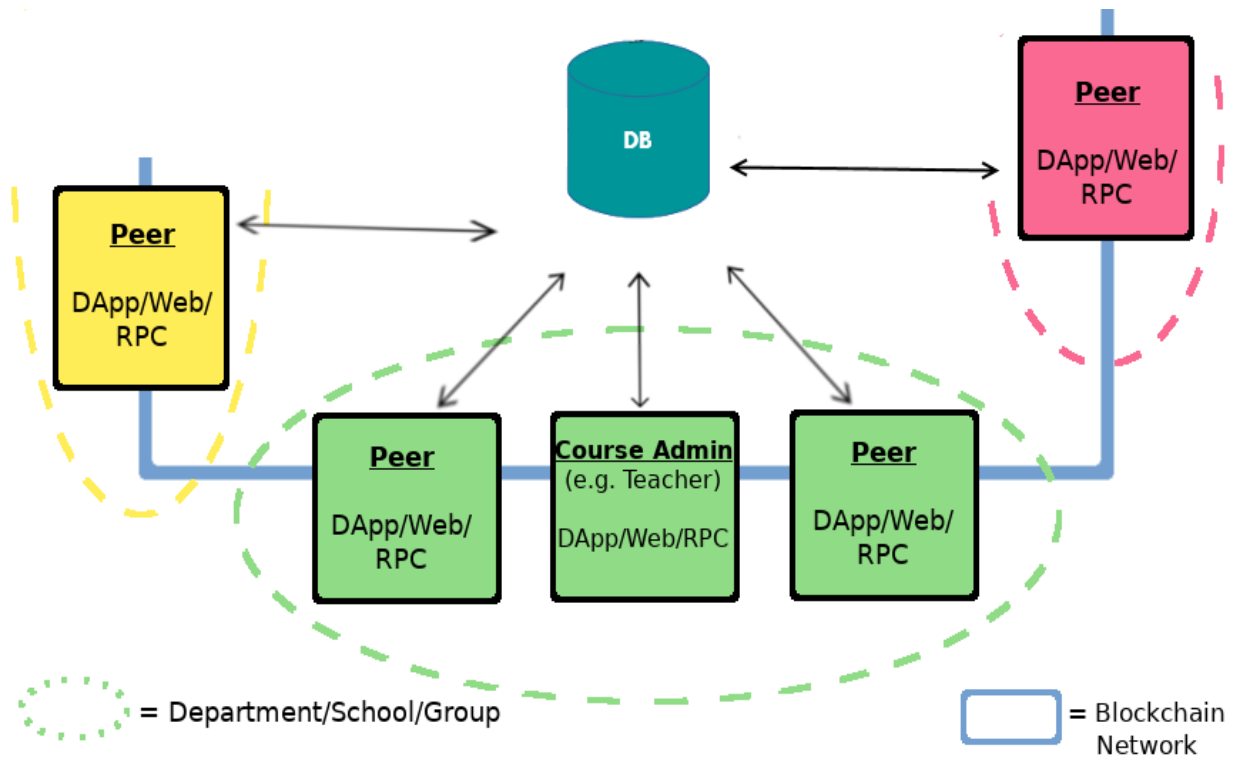 DB
Peer
DApp/Web/
RPC
Peer
DApp/Web/
RPC
Peer
DApp/Web/
RPC
Course Admin
(e.g. Teacher)
DApp/Web/RPC
Peer
DApp/Web/
RPC
= Department/School/Group
= Blockchain
Network